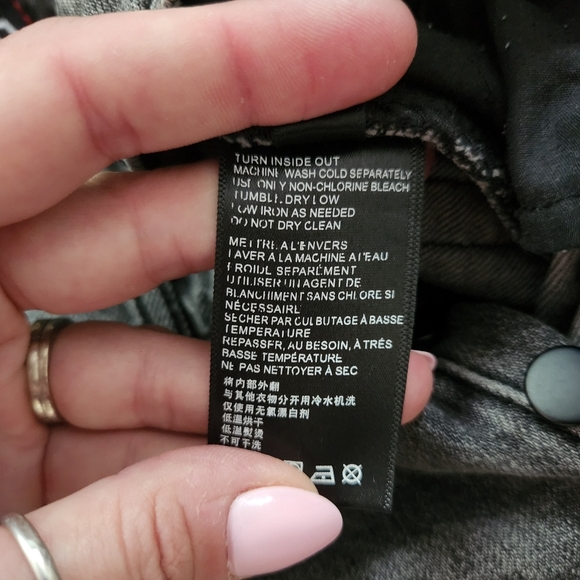 TURN INSIDE OUT
MACHINE WASH COLD SEPARATELY
USE ONLY NON-CHLORINE BLEACH
TUMBLE DRY LOW
LOW IRON AS NEEDED
DO NOT DRY CLEAN
METTRE A L'ENVERS
LAVER A LA MACHINE A L'EAU
FROIDE SEPARÉMENT
UTILISER UN AGENT DE
BLANCHIMENT SANS CHLORE SI
NÉCESSAIRE
SECHER PAR CULBUTAGE À BASSE
TEMPERATURE
REPASSER, AU BESOIN, À TRÉS
BASSE TEMPÉRATURE
NE PAS NETTOYER À SEC
将内部外翻
与其他衣物分开用冷水机洗
仅使用无氯漂白剂
低温烘干
低温熨烫
不可干洗